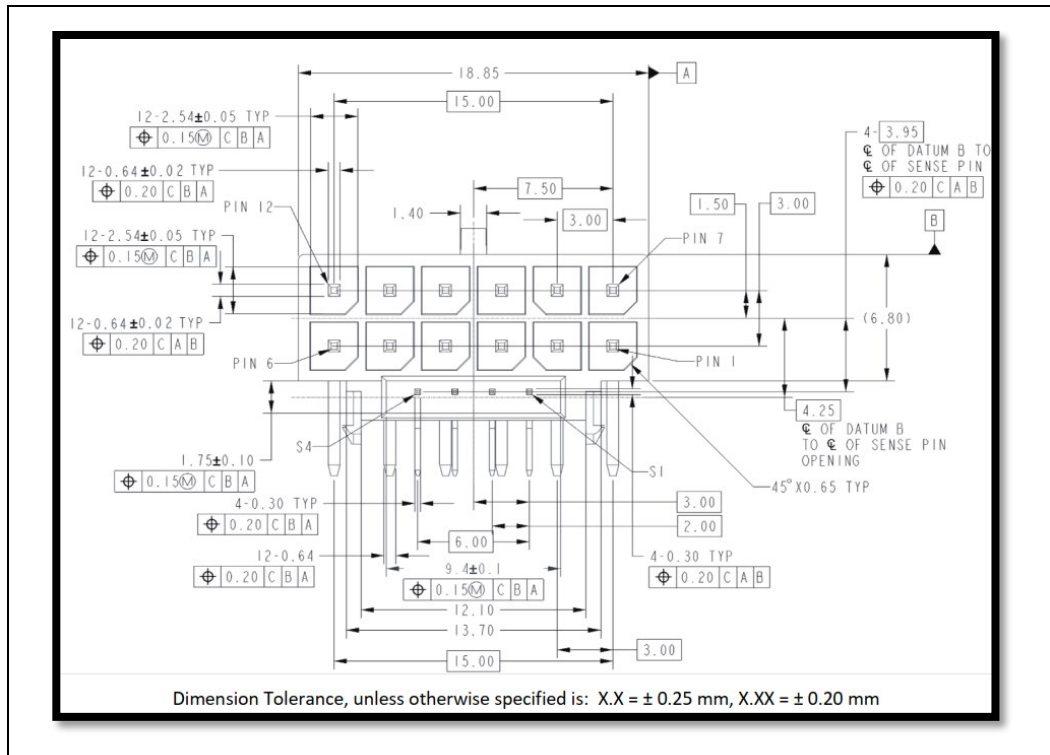 18.85
A
15.00
12-2.54±0.05 TYP
⌖ 0.15Ⓜ C B A
4-3.95
℄ OF DATUM B TO
℄ OF SENSE PIN
⌖ 0.20 C A B
12-0.64±0.02 TYP
⌖ 0.20 C B A
7.50
PIN 12
1.40
3.00
1.50
3.00
B
12-2.54±0.05 TYP
⌖ 0.15Ⓜ C B A
PIN 7
12-0.64±0.02 TYP
⌖ 0.20 C A B
(6.80)
PIN 6
PIN 1
4.25
℄ OF DATUM B
TO ℄ OF SENSE PIN
OPENING
S4
S1
1.75±0.10
⌖ 0.15Ⓜ C B A
45°X0.65 TYP
4-0.30 TYP
⌖ 0.20 C B A
3.00
2.00
6.00
12-0.64
⌖ 0.20 C B A
9.4±0.1
⌖ 0.15Ⓜ C B A
4-0.30 TYP
⌖ 0.20 C A B
12.10
13.70
3.00
15.00
Dimension Tolerance, unless otherwise specified is: X.X = ± 0.25 mm, X.XX = ± 0.20 mm